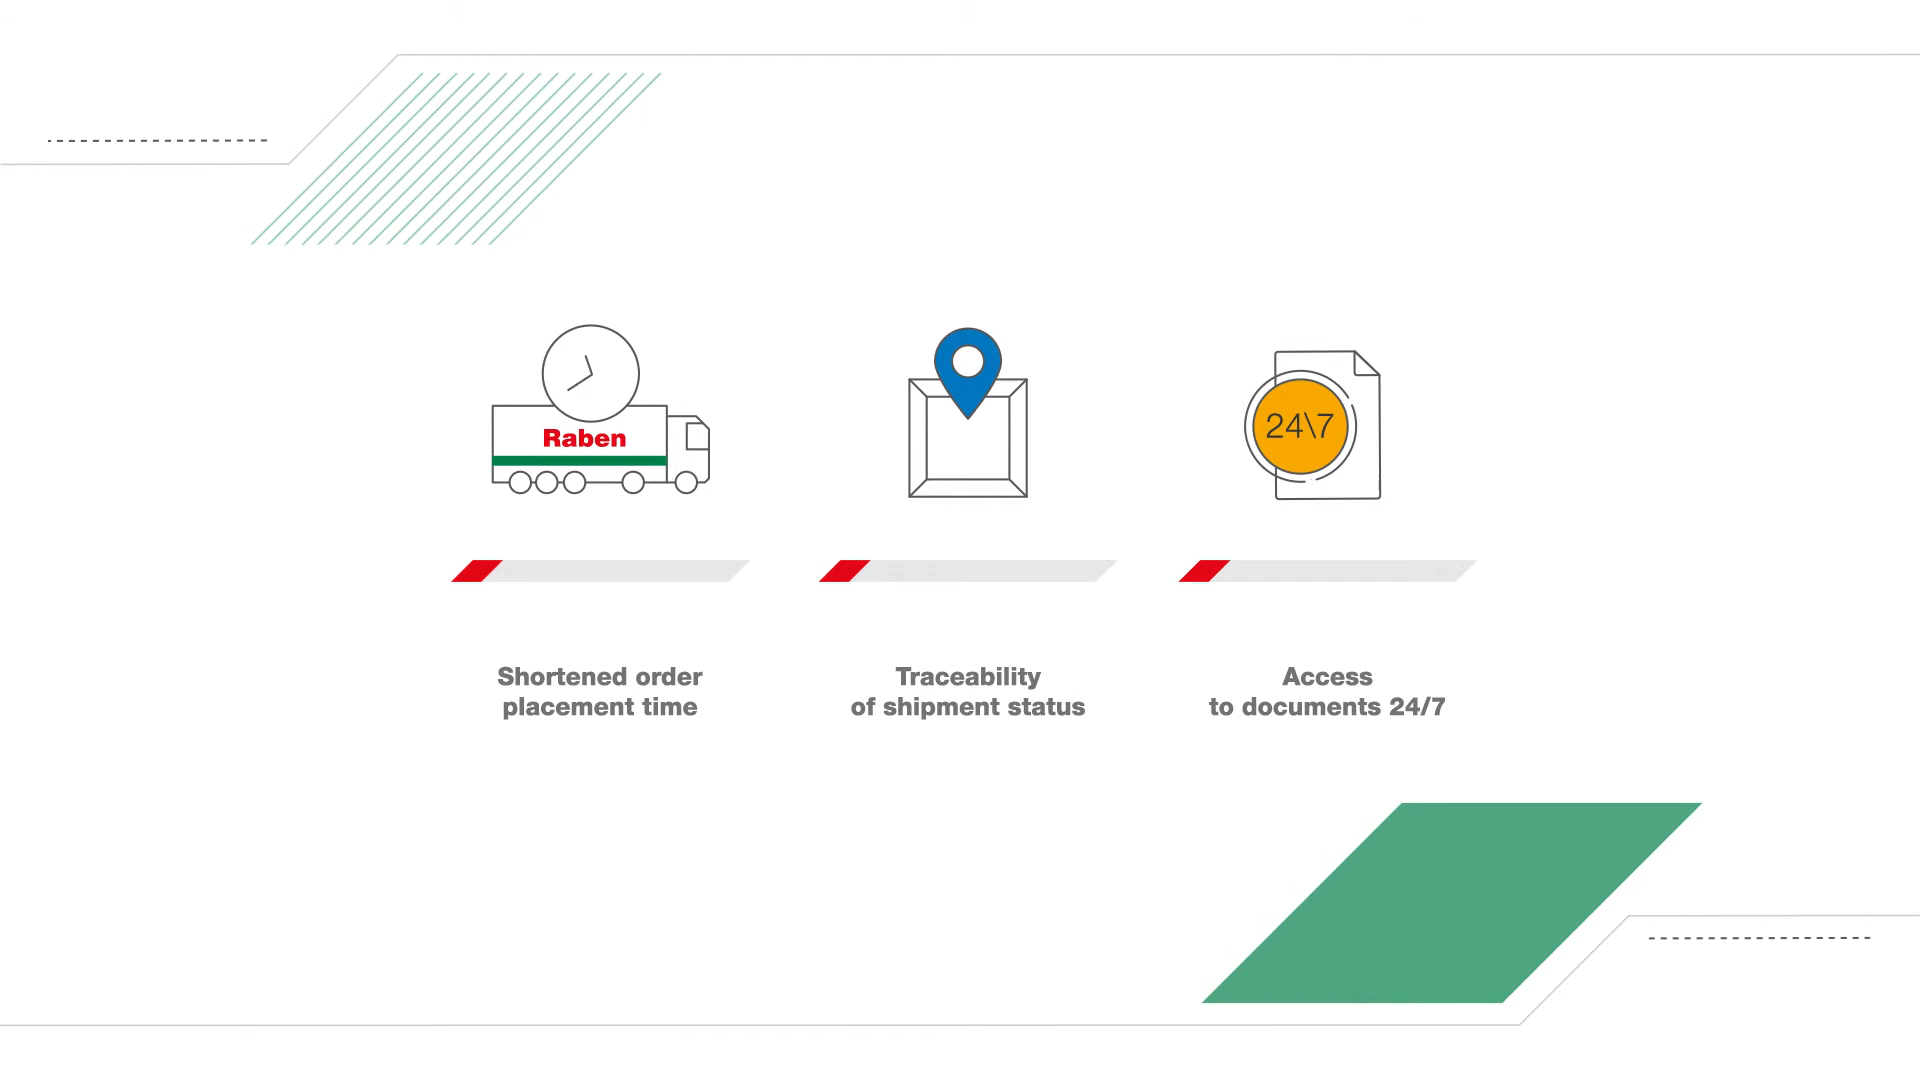 Raben
24\7
Shortened order
placement time
Traceability
of shipment status
Access
to documents 24/7